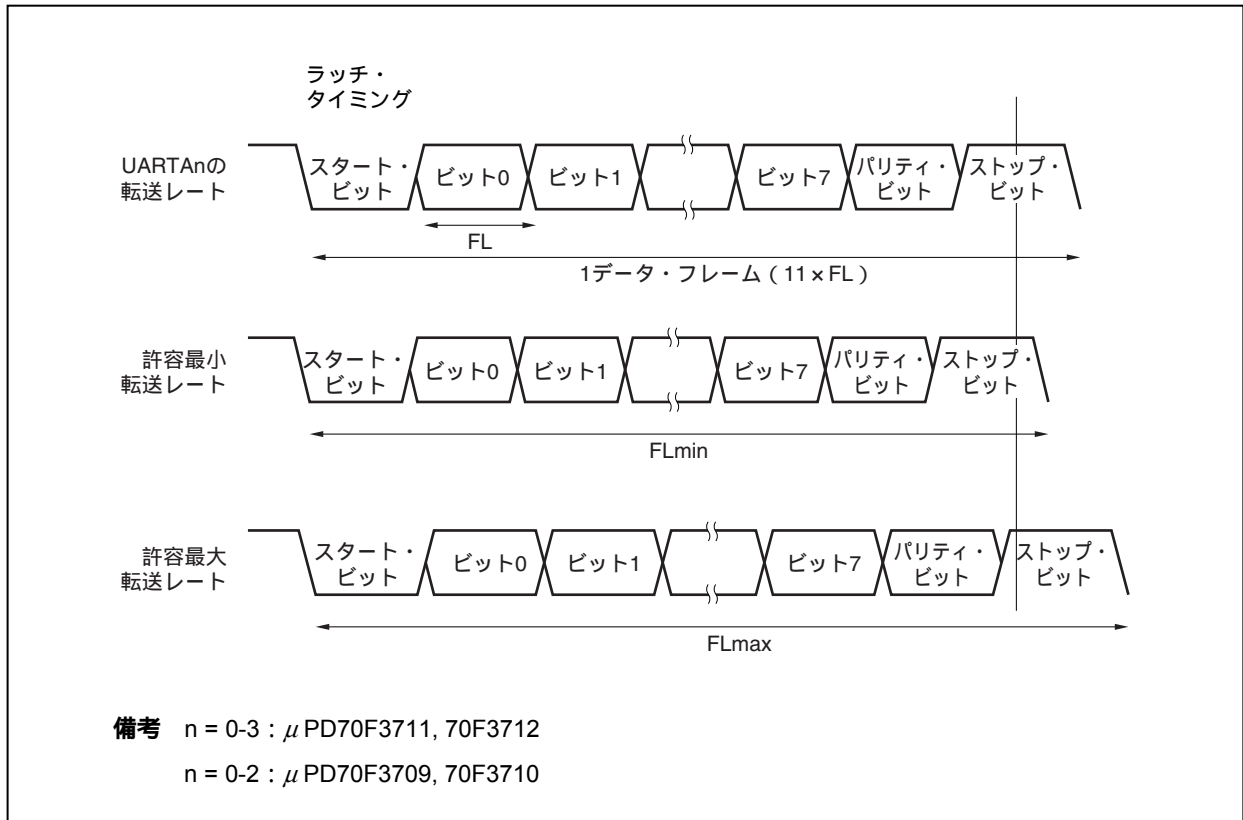 ラッチ・
タイミング
UARTAnの
転送レート
スタート・
ビット
ビット0
ビット1
ビット7
パリティ・
ビット
ストップ・
ビット
FL
1データ・フレーム（11×FL）
許容最小
転送レート
スタート・
ビット
ビット0
ビット1
ビット7
パリティ・
ビット
ストップ・
ビット
FLmin
許容最大
転送レート
スタート・
ビット
ビット0
ビット1
ビット7
パリティ・
ビット
ストップ・
ビット
FLmax
備考 n = 0-3：μPD70F3711, 70F3712
n = 0-2：μPD70F3709, 70F3710